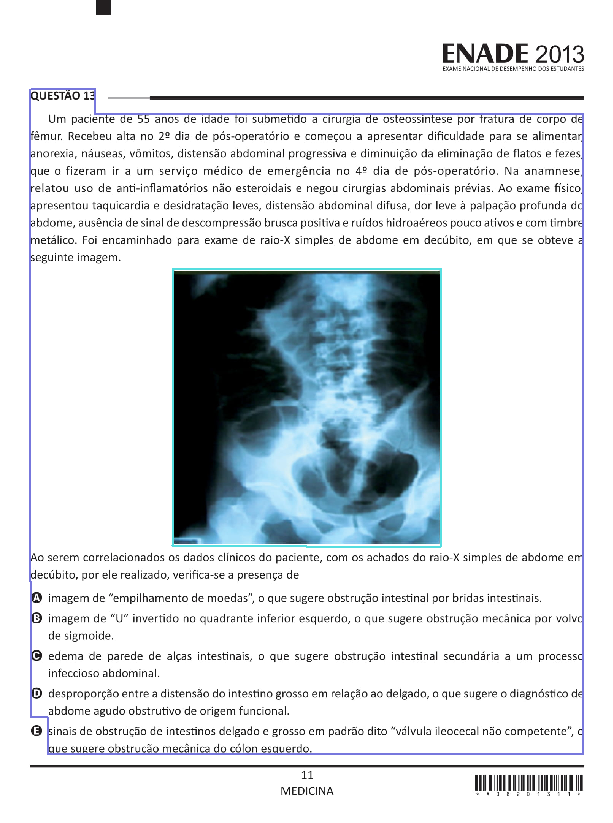 ENADE 2013
EXAME NACIONAL DE DESEMPENHO DOS ESTUDANTES
QUESTÃO 13
Um paciente de 55 anos de idade foi submetido a cirurgia de osteossíntese por fratura de corpo de
fêmur. Recebeu alta no 2º dia de pós-operatório e começou a apresentar dificuldade para se alimentar,
anorexia, náuseas, vômitos, distensão abdominal progressiva e diminuição da eliminação de flatos e fezes,
que o fizeram ir a um serviço médico de emergência no 4º dia de pós-operatório. Na anamnese,
relatou uso de anti-inflamatórios não esteroidais e negou cirurgias abdominais prévias. Ao exame físico,
apresentou taquicardia e desidratação leves, distensão abdominal difusa, dor leve à palpação profunda do
abdome, ausência de sinal de descompressão brusca positiva e ruídos hidroaéreos pouco ativos e com timbre
metálico. Foi encaminhado para exame de raio-X simples de abdome em decúbito, em que se obteve a
seguinte imagem.
Ao serem correlacionados os dados clínicos do paciente, com os achados do raio-X simples de abdome em
decúbito, por ele realizado, verifica-se a presença de
A imagem de “empilhamento de moedas”, o que sugere obstrução intestinal por bridas intestinais.
B imagem de “U” invertido no quadrante inferior esquerdo, o que sugere obstrução mecânica por volvo
de sigmoide.
C edema de parede de alças intestinais, o que sugere obstrução intestinal secundária a um processo
infeccioso abdominal.
D desproporção entre a distensão do intestino grosso em relação ao delgado, o que sugere o diagnóstico de
abdome agudo obstrutivo de origem funcional.
E sinais de obstrução de intestinos delgado e grosso em padrão dito “válvula ileocecal não competente”, o
que sugere obstrução mecânica do cólon esquerdo.
11
MEDICINA